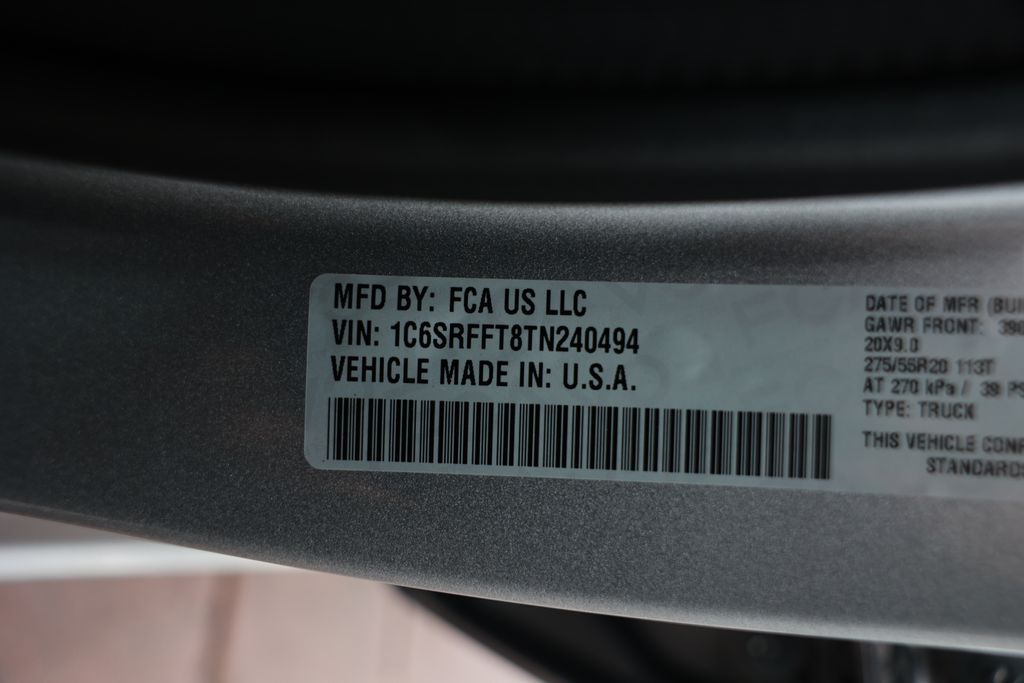 MFD BY: FCA US LLC
VIN: 1C6SRFFT8TN240494
VEHICLE MADE IN: U.S.A.
DATE OF MFR
GAWR FRONT:
20X9.0
275/55R20 113T
AT 270 kPa / 39
TYPE: TRUCK
THIS VEHICLE
STANDARDS